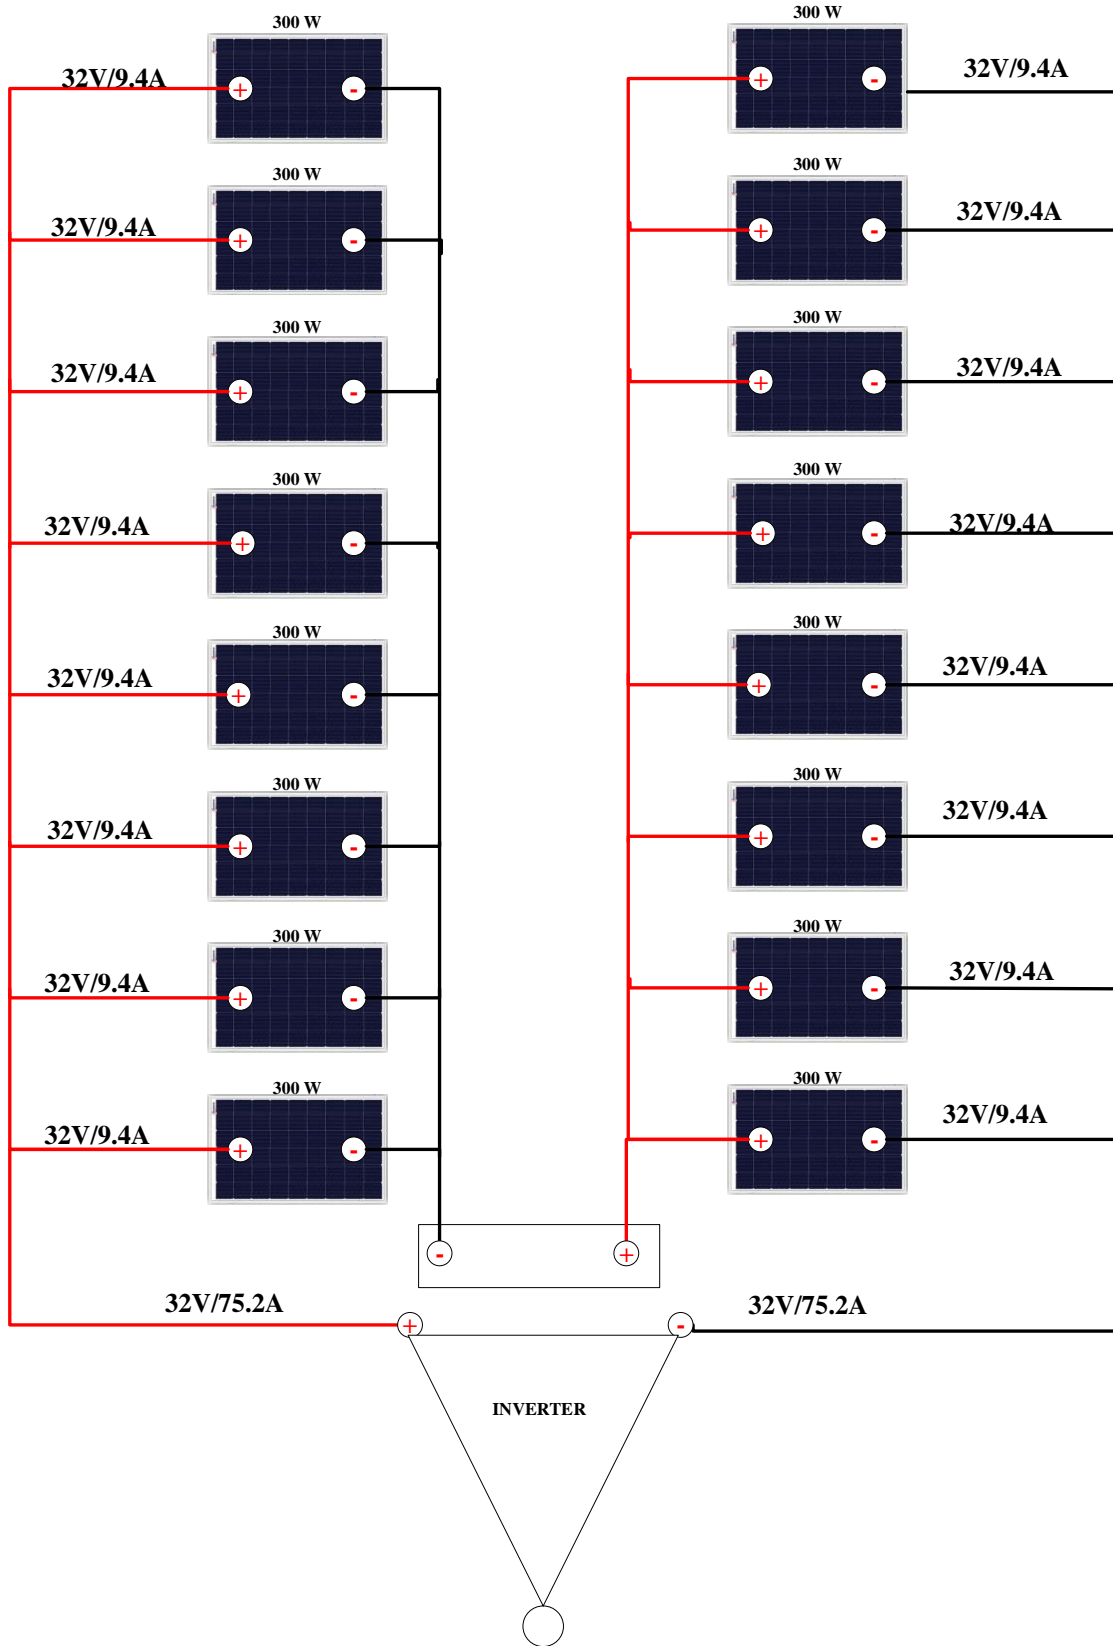 300 W
300 W
32V/9.4A
32V/9.4A
+
-
+
-
300 W
300 W
32V/9.4A
32V/9.4A
+
-
+
-
300 W
300 W
32V/9.4A
32V/9.4A
+
-
+
-
300 W
300 W
32V/9.4A
32V/9.4A
+
-
+
-
300 W
300 W
32V/9.4A
32V/9.4A
+
-
+
-
300 W
300 W
32V/9.4A
32V/9.4A
+
-
+
-
300 W
300 W
32V/9.4A
32V/9.4A
+
-
+
-
300 W
300 W
32V/9.4A
32V/9.4A
+
-
+
-
-
+
32V/75.2A
32V/75.2A
+
-
INVERTER